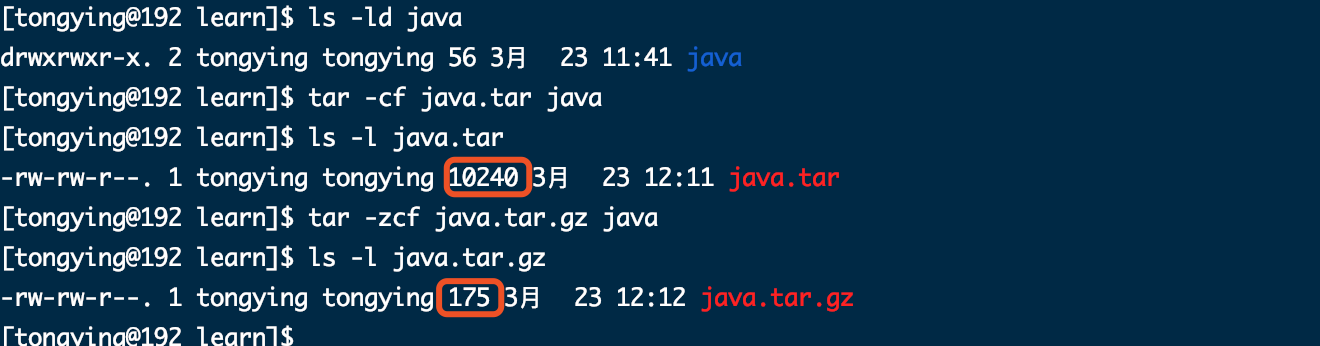 [tongying@192 learn]$ ls -ld java
drwxrwxr-x. 2 tongying tongying 56 3月  23 11:41 java
[tongying@192 learn]$ tar -cf java.tar java
[tongying@192 learn]$ ls -l java.tar
-rw-rw-r--. 1 tongying tongying 10240 3月  23 12:11 java.tar
[tongying@192 learn]$ tar -zcf java.tar.gz java
[tongying@192 learn]$ ls -l java.tar.gz
-rw-rw-r--. 1 tongying tongying 175 3月  23 12:12 java.tar.gz
[tongying@192 learn]$